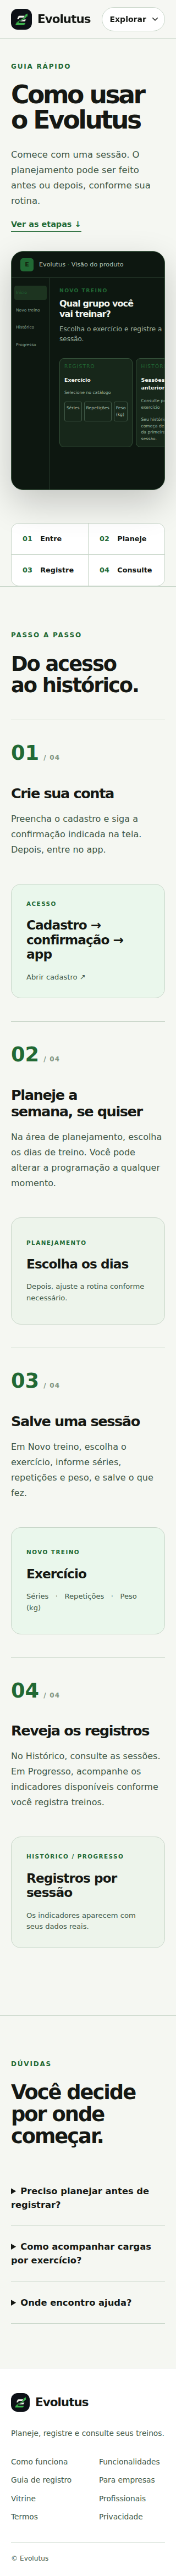 Evolutus
Explorar
GUIA RÁPIDO
Como usar
o Evolutus
Comece com uma sessão. O
planejamento pode ser feito
antes ou depois, conforme sua
rotina.
Ver as etapas ↓
Evolutus · Visão do produto
Novo treino
Histórico
Progresso
NOVO TREINO
Qual grupo você
vai treinar?
Escolha o exercício e registre a
sessão.
REGISTRO
Exercício
Selecione no catálogo
Séries
Repetições
Peso
(kg)
Sessões
anterior
01 Entre
02 Planeje
03 Registre
04 Consulte
PASSO A PASSO
Do acesso
ao histórico.
01 / 04
Crie sua conta
Preencha o cadastro e siga a
confirmação indicada na tela.
Depois, entre no app.
ACESSO
Cadastro →
confirmação →
app
Abrir cadastro ↗
02 / 04
Planeje a
semana, se quiser
Na área de planejamento, escolha
os dias de treino. Você pode
alterar a programação a qualquer
momento.
PLANEJAMENTO
Escolha os dias
Depois, ajuste a rotina conforme
necessário.
03 / 04
Salve uma sessão
Em Novo treino, escolha o
exercício, informe séries,
repetições e peso, e salve o que
fez.
NOVO TREINO
Exercício
Séries · Repetições · Peso
(kg)
04 / 04
Reveja os registros
No Histórico, consulte as sessões.
Em Progresso, acompanhe os
indicadores disponíveis conforme
você registra treinos.
HISTÓRICO / PROGRESSO
Registros por
sessão
Os indicadores aparecem com
seus dados reais.
DÚVIDAS
Você decide
por onde
começar.
Preciso planejar antes de
registrar?
Como acompanhar cargas
por exercício?
Onde encontro ajuda?
Evolutus
Planeje, registre e consulte seus treinos.
Como funciona
Funcionalidades
Guia de registro
Para empresas
Vitrine
Profissionais
Termos
Privacidade
© Evolutus